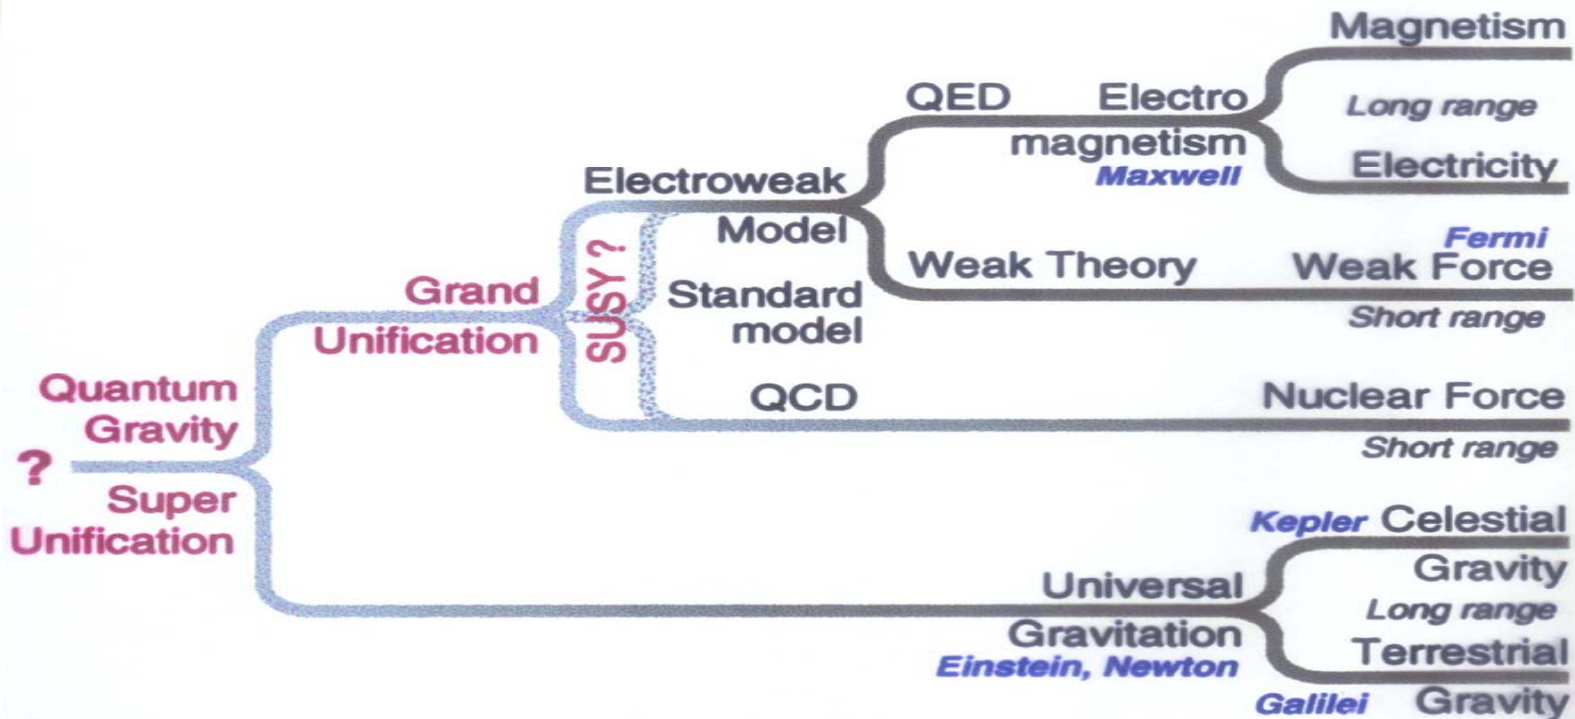 Magnetism
QED Electro
Long range
magnetism
Maxwell
Electricity
Electroweak
Model
Fermi
Weak Theory Weak Force
Short range
SUSY ?
Grand
Unification
Standard
model
QCD
Nuclear Force
Short range
Quantum
Gravity
?
Super
Unification
Kepler Celestial
Gravity
Universal
Long range
Gravitation
Einstein, Newton
Terrestrial
Galilei Gravity